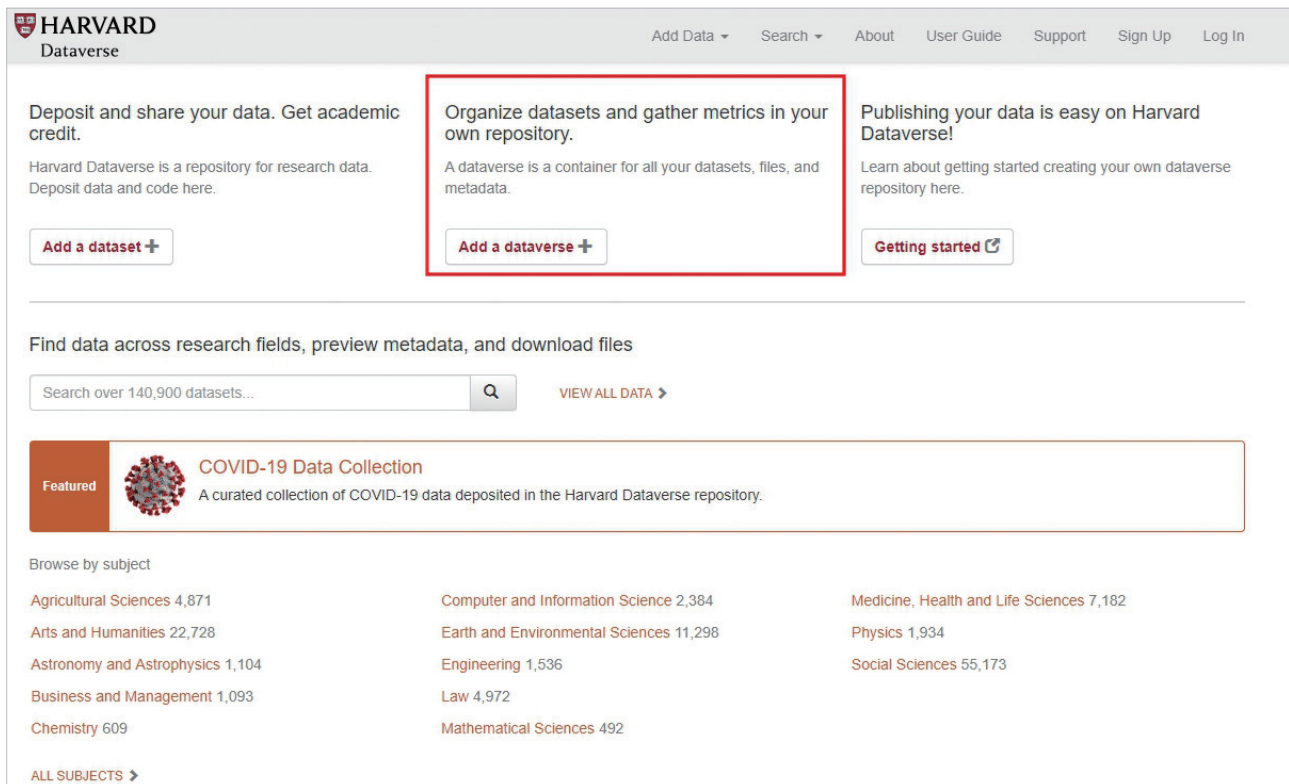 HARVARD
Dataverse
Add Data Search About User Guide Support Sign Up Log In
Deposit and share your data. Get academic
credit.
Harvard Dataverse is a repository for research data.
Deposit data and code here.
Add a dataset
Organize datasets and gather metrics in your
own repository.
A dataverse is a container for all your datasets, files, and
metadata.
Add a dataverse
Publishing your data is easy on Harvard
Dataverse!
Learn about getting started creating your own dataverse
repository here.
Getting started
Find data across research fields, preview metadata, and download files
Search over 140,900 datasets...
VIEW ALL DATA
Featured
COVID-19 Data Collection
A curated collection of COVID-19 data deposited in the Harvard Dataverse repository.
Browse by subject
Agricultural Sciences 4,871
Arts and Humanities 22,728
Astronomy and Astrophysics 1,104
Business and Management 1,093
Chemistry 609
Computer and Information Science 2,384
Earth and Environmental Sciences 11,298
Engineering 1,536
Law 4,972
Mathematical Sciences 492
Medicine, Health and Life Sciences 7,182
Physics 1,934
Social Sciences 55,173
ALL SUBJECTS